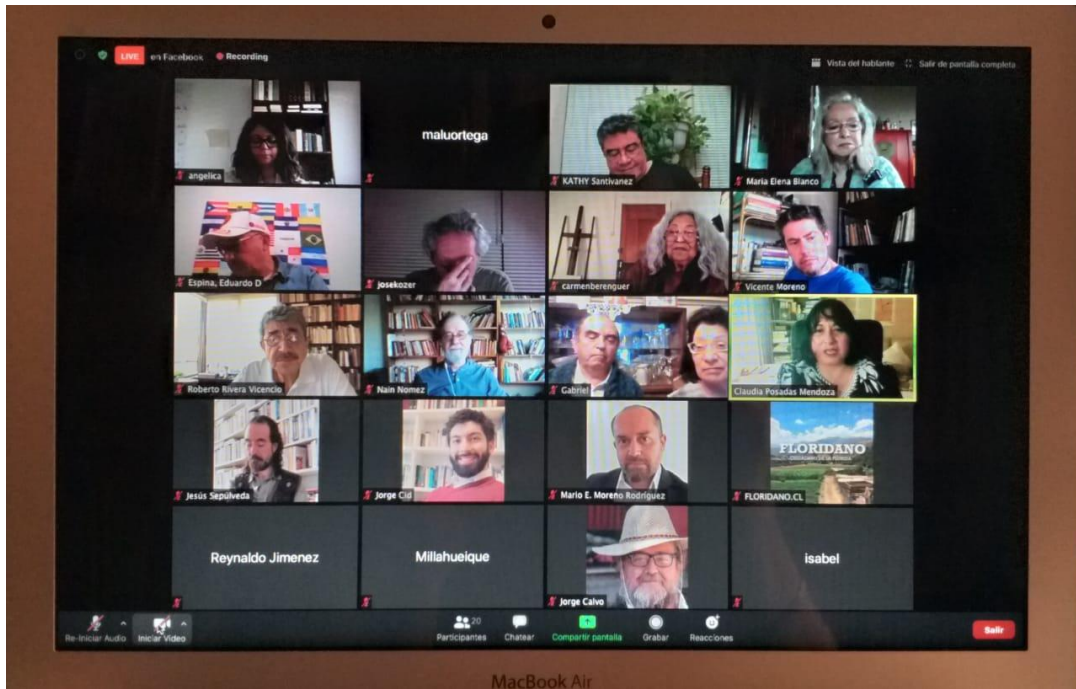 LIVE en Facebook Recording
Vista del hablante Salir de pantalla completa
angelica
maluortega
KATHY Santivanez
Maria Elena Blanco
Espina, Eduardo D
josekozer
carmenberenguer
Vicente Moreno
Roberto Rivera Vicencio
Nain Nomez
Gabriel
Claudia Posadas Mendoza
Jesús Sepúlveda
Jorge Cid
Mario E. Moreno Rodríguez
FLORIDANO
FLORIDANO.CL
Reynaldo Jimenez
Millahueique
Jorge Calvo
isabel
Re-Iniciar Audio
Iniciar Video
20
Participantes
Chatear
Compartir pantalla
Grabar
Reacciones
Salir
MacBook Air